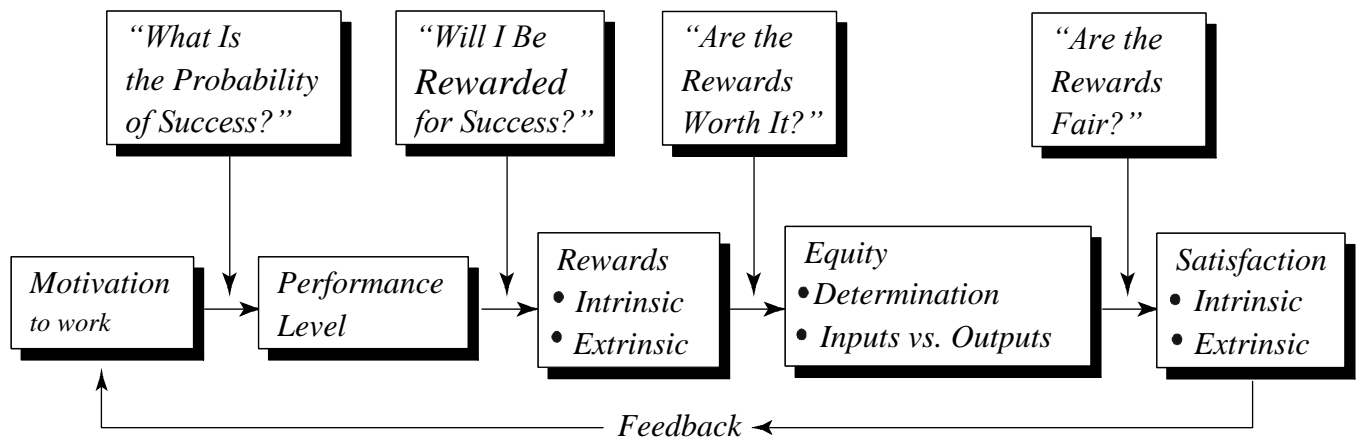 “What Is
the Probability
of Success?”
“Will I Be
Rewarded
for Success?”
“Are the
Rewards
Worth It?”
“Are the
Rewards
Fair?”
Motivation
to work
Performance
Level
Rewards
• Intrinsic
• Extrinsic
Equity
• Determination
• Inputs vs. Outputs
Satisfaction
• Intrinsic
• Extrinsic
Feedback